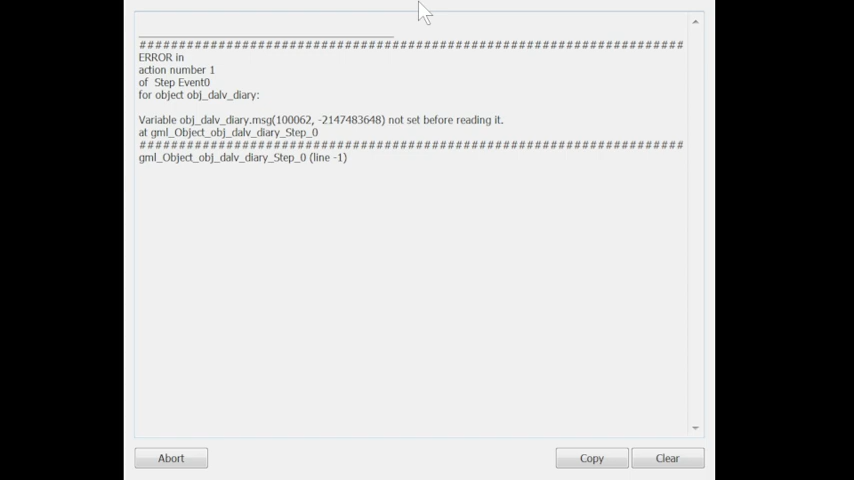 ____________________________________________
####################################################################
ERROR in
action number 1
of  Step Event0
for object obj_dalv_diary:
Variable obj_dalv_diary.msg(100062, -2147483648) not set before reading it.
at gml_Object_obj_dalv_diary_Step_0
####################################################################
gml_Object_obj_dalv_diary_Step_0 (line -1)
Abort
Copy
Clear